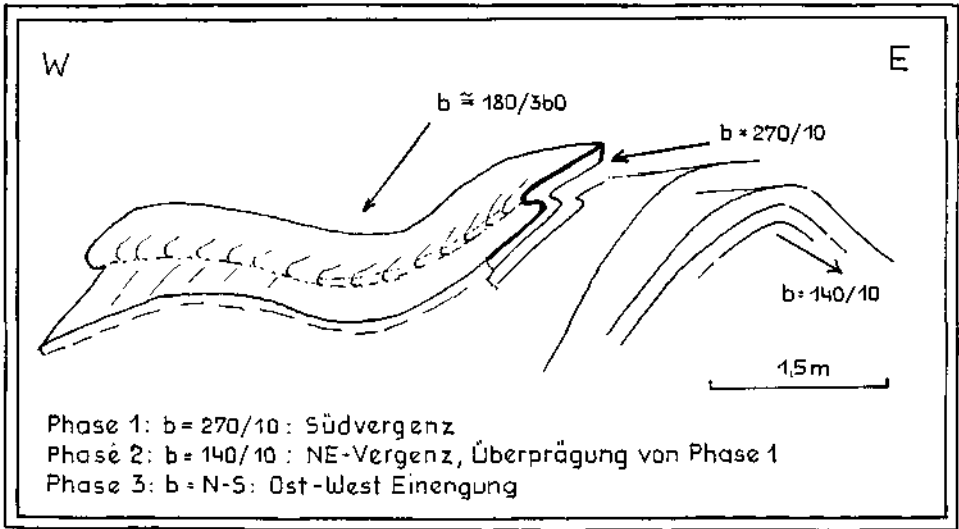 W
E
b ≅ 180/360
b = 270/10
b = 140/10
1,5m
Phase 1: b = 270/10 : Südvergenz
Phase 2: b = 140/10 : NE-Vergenz, Überprägung von Phase 1
Phase 3: b = N-S: Ost-West Einengung